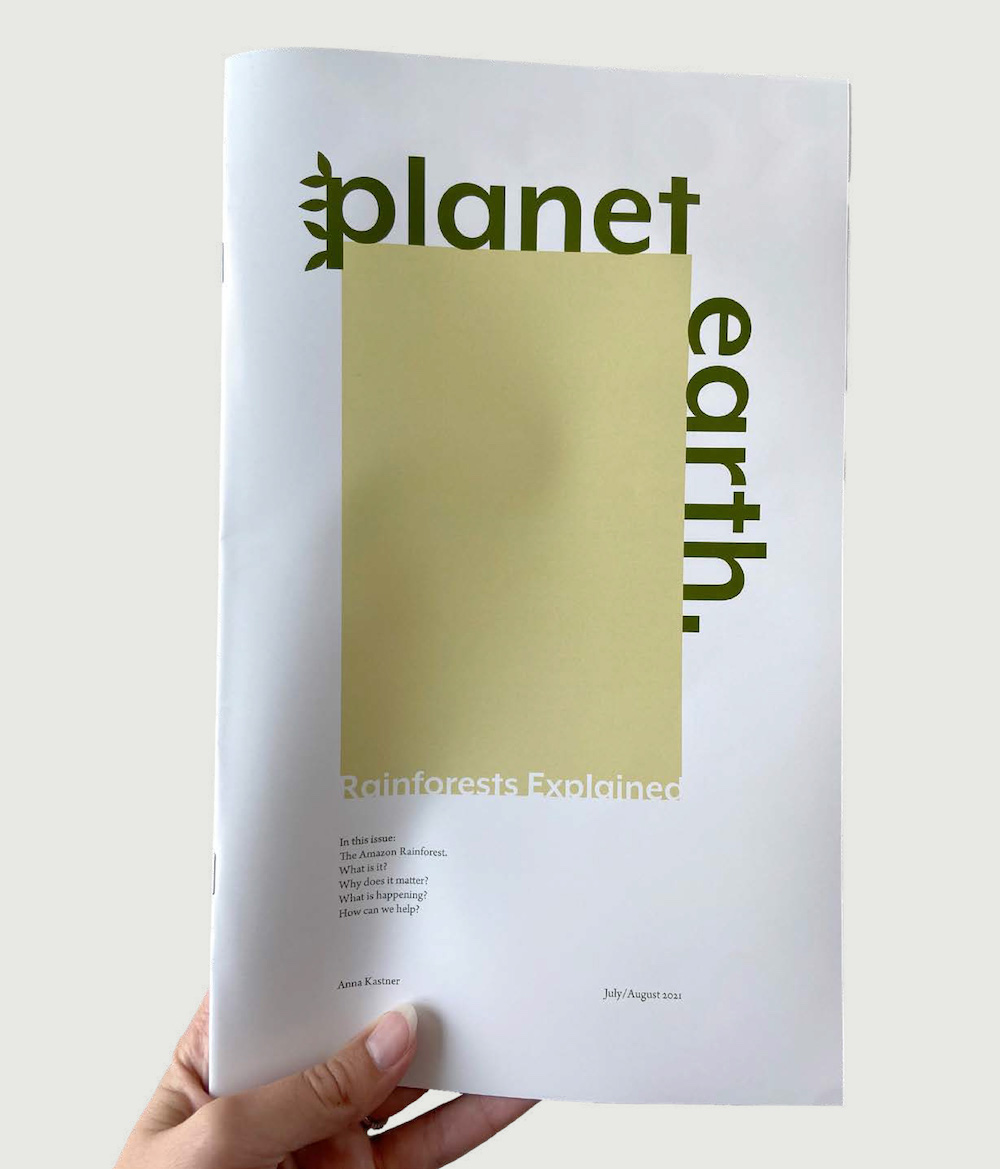 planet
earth.
Rainforests Explained
In this issue:
The Amazon Rainforest.
What is it?
Why does it matter?
What is happening?
How can we help?
Anna Kastner
July/August 2021